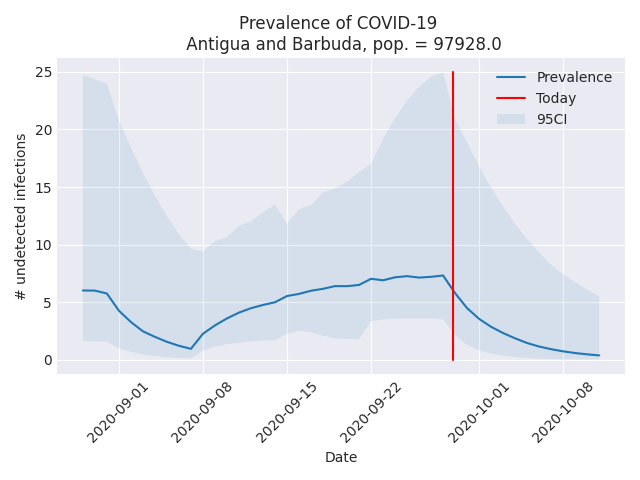 Prevalence of COVID-19
Antigua and Barbuda, pop. = 97928.0
25
20
15
10
5
0
# undetected infections
Prevalence
Today
95CI
2020-09-01
2020-09-08
2020-09-15
2020-09-22
2020-10-01
2020-10-08
Date